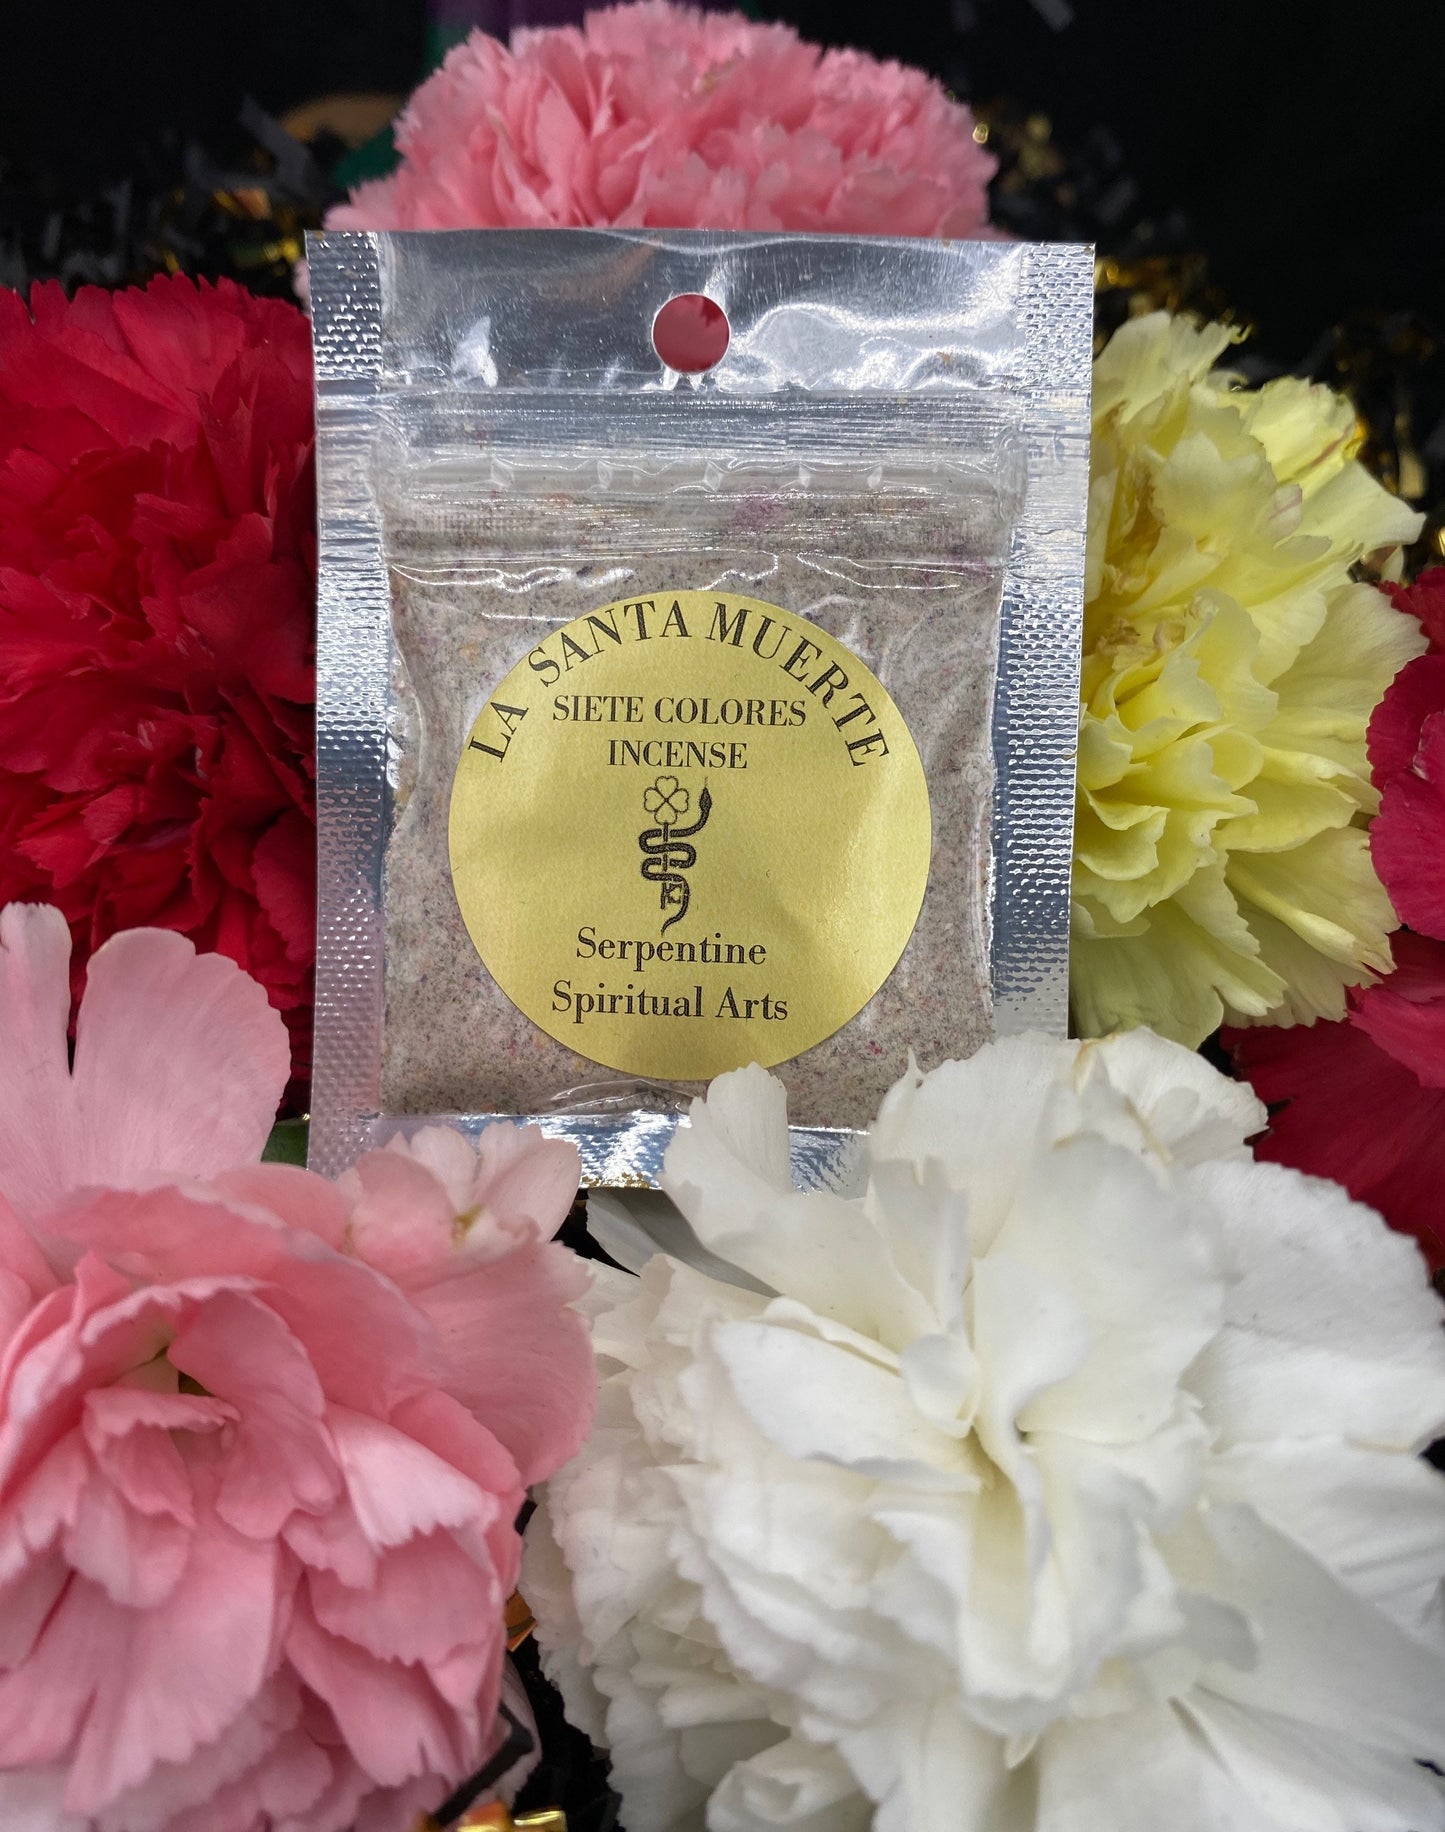 LA SANTA MUERTE
SIETE COLORES
INCENSE
Serpentine
Spiritual Arts